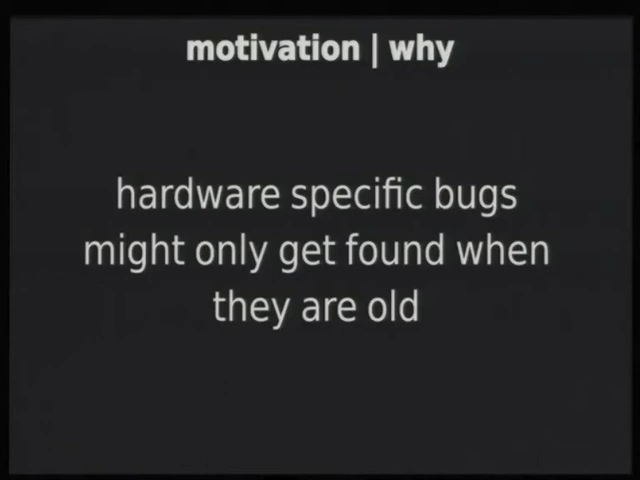 motivation | why
hardware specific bugs
might only get found when
they are old